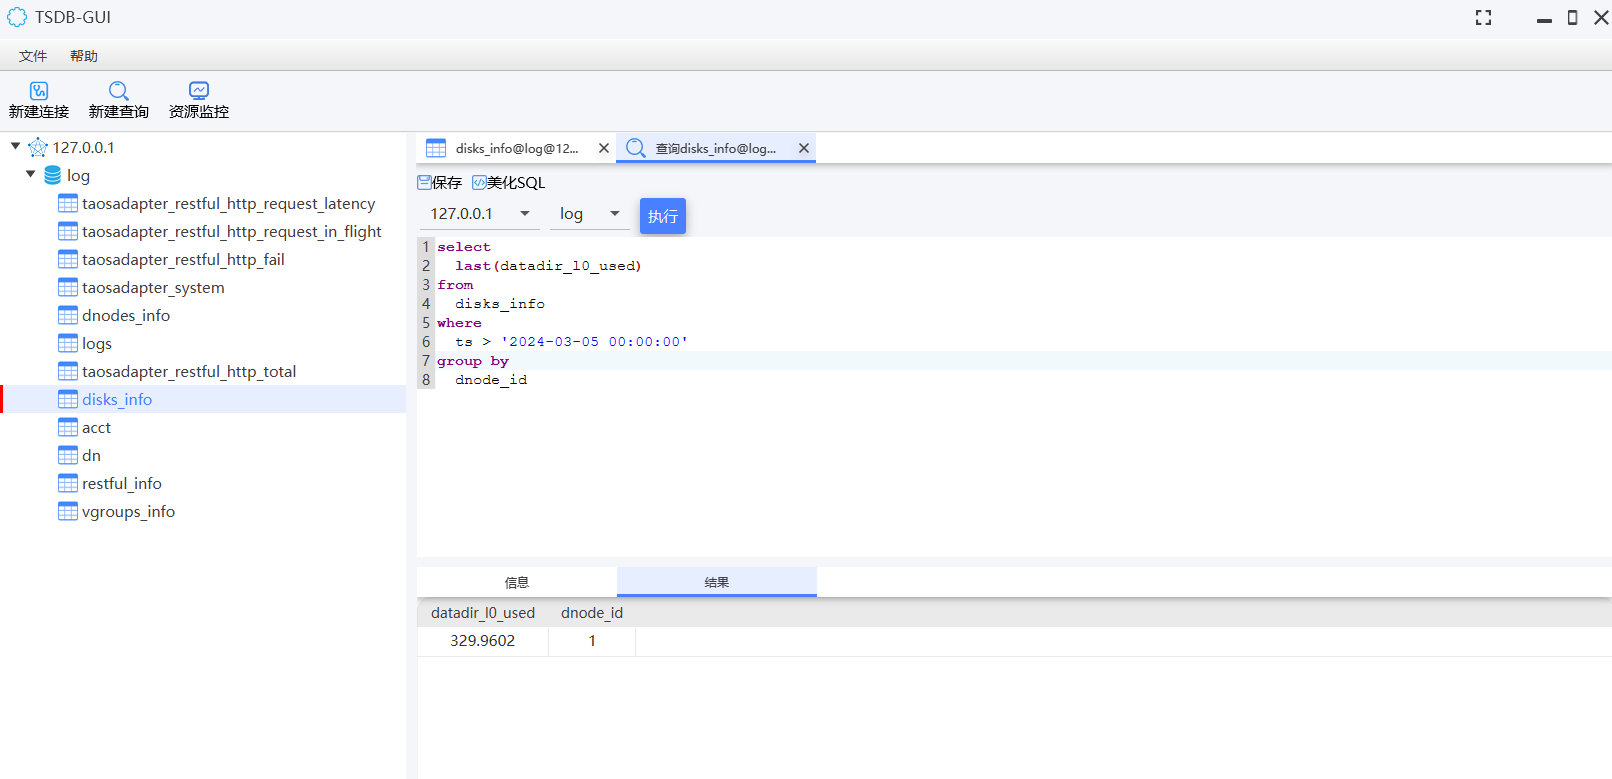 TSDB-GUI
文件 帮助
新建连接 新建查询 资源监控
127.0.0.1
log
taosadapter_restful_http_request_latency
taosadapter_restful_http_request_in_flight
taosadapter_restful_http_fail
taosadapter_system
dnodes_info
logs
taosadapter_restful_http_total
disks_info
acct
dn
restful_info
vgroups_info
disks_info@log@12... 查询disks_info@log...
保存 美化SQL
127.0.0.1 log 执行
1 select
2 last(datadir_l0_used)
3 from
4 disks_info
5 where
6 ts > '2024-03-05 00:00:00'
7 group by
8 dnode_id
信息 结果
datadir_l0_used dnode_id
329.9602 1